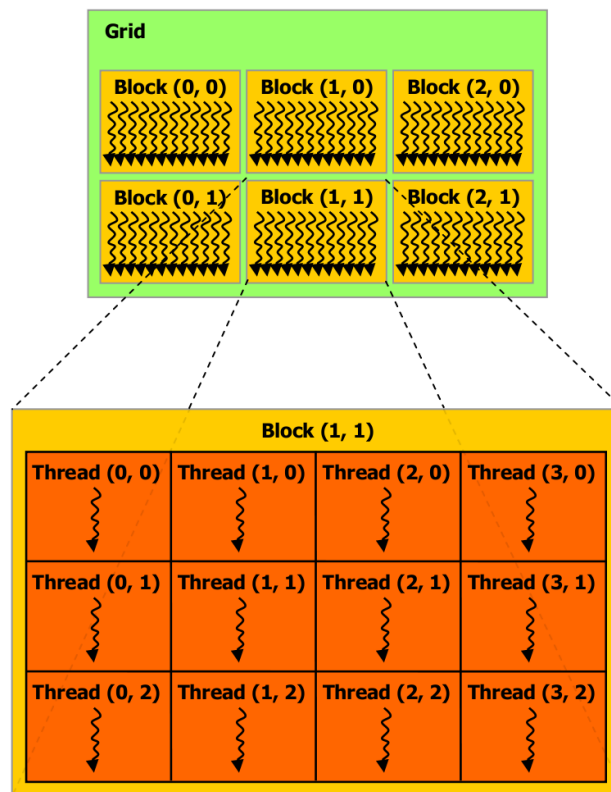 Grid
Block (0, 0) Block (1, 0) Block (2, 0)
Block (0, 1) Block (1, 1) Block (2, 1)
Block (1, 1)
Thread (0, 0) Thread (1, 0) Thread (2, 0) Thread (3, 0)
Thread (0, 1) Thread (1, 1) Thread (2, 1) Thread (3, 1)
Thread (0, 2) Thread (1, 2) Thread (2, 2) Thread (3, 2)